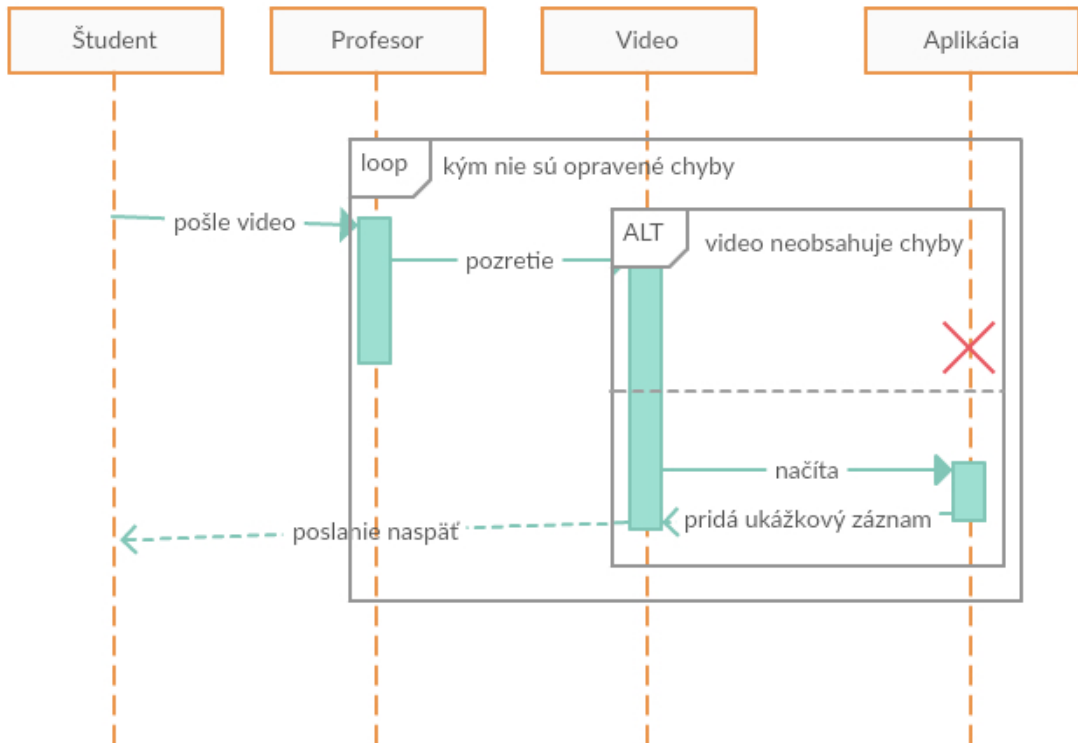 Študent
Profesor
Video
Aplikácia
loop
kým nie sú opravené chyby
pošle video
ALT
video neobsahuje chyby
pozretie
načíta
pridá ukážkový záznam
poslanie naspäť